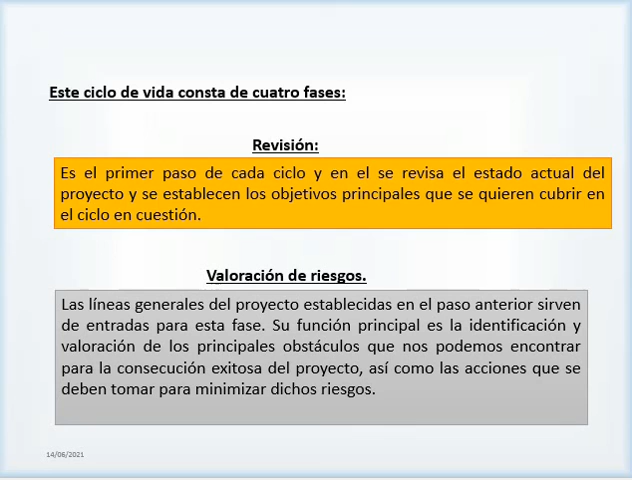 Este ciclo de vida consta de cuatro fases:
Revisión:
Es el primer paso de cada ciclo y en el se revisa el estado actual del
proyecto y se establecen los objetivos principales que se quieren cubrir en
el ciclo en cuestión.
Valoración de riesgos.
Las líneas generales del proyecto establecidas en el paso anterior sirven
de entradas para esta fase. Su función principal es la identificación y
valoración de los principales obstáculos que nos podemos encontrar
para la consecución exitosa del proyecto, así como las acciones que se
deben tomar para minimizar dichos riesgos.
14/06/2021